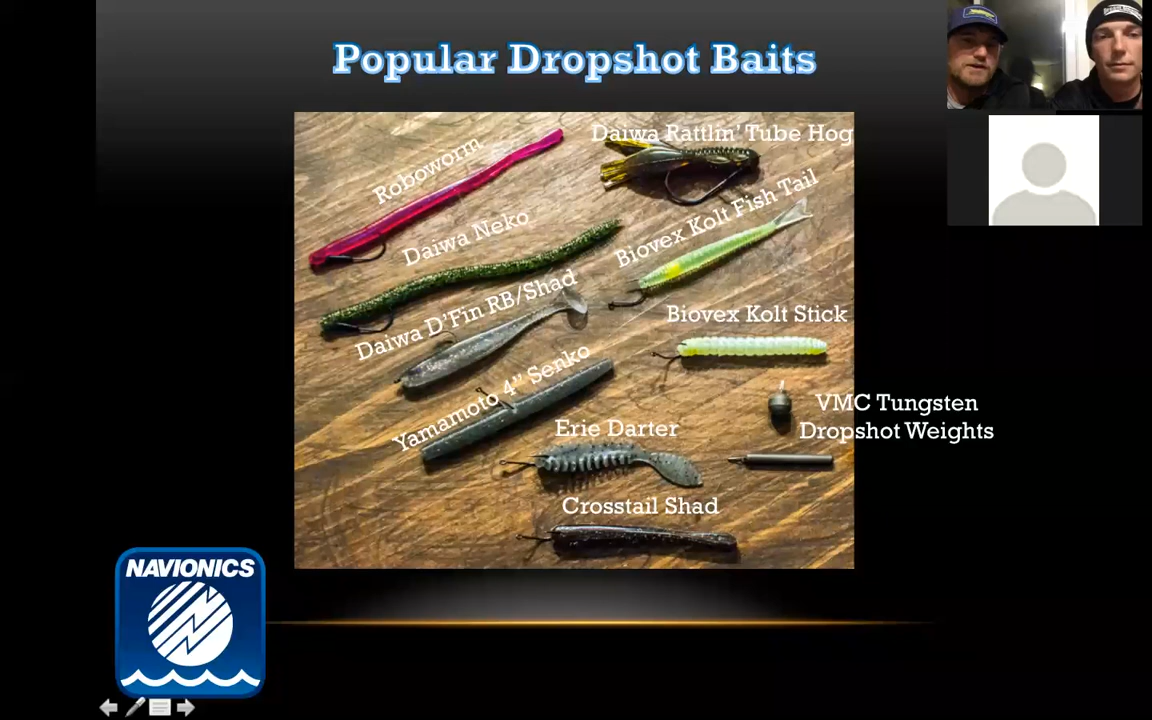 Popular Dropshot Baits
Roboworm
Daiwa Rattlin' Tube Hog
Daiwa Neko
Biovex Kolt Fish Tail
Daiwa D'Fin RB/Shad
Biovex Kolt Stick
Yamamoto 4" Senko
VMC Tungsten
Dropshot Weights
Erie Darter
Crosstail Shad
NAVIONICS